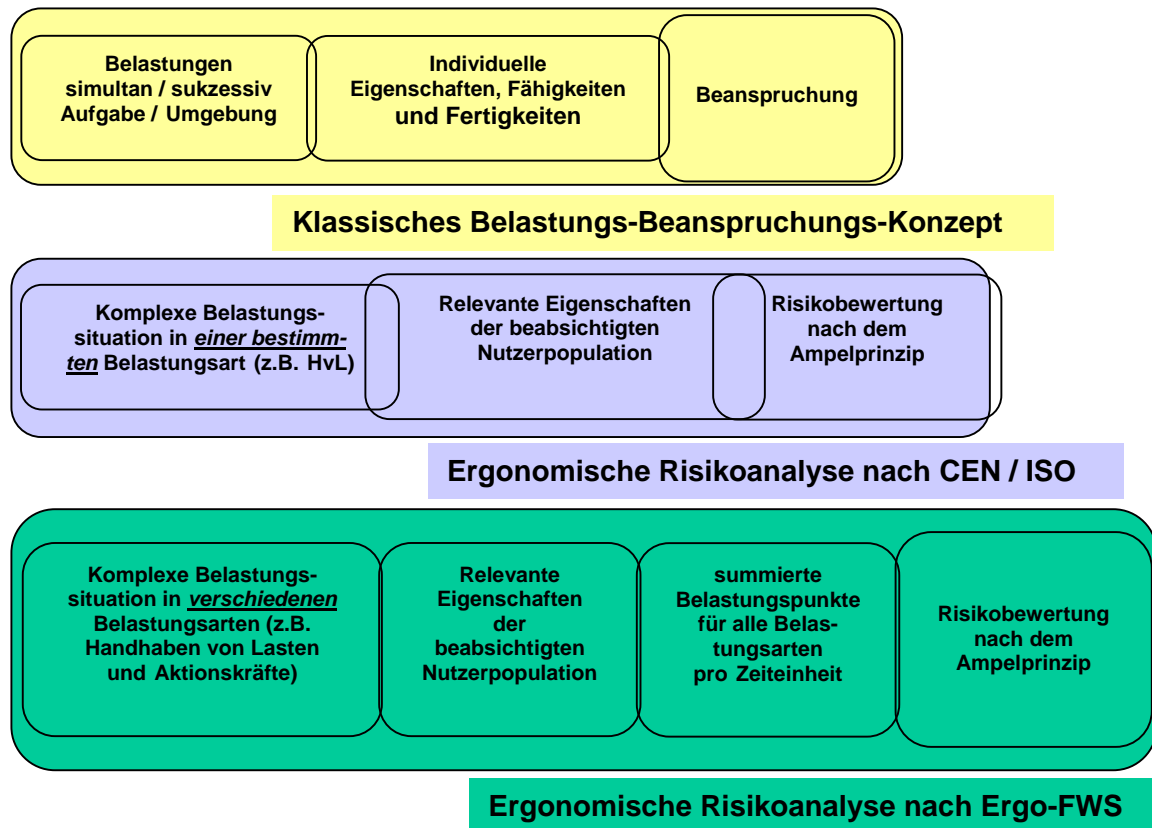 Belastungen
simultan / sukzessiv
Aufgabe / Umgebung
Individuelle
Eigenschaften, Fähigkeiten
und Fertigkeiten
Beanspruchung
Klassisches Belastungs-Beanspruchungs-Konzept
Komplexe Belastungs-
situation in einer bestimm-
ten Belastungsart (z.B. HvL)
Relevante Eigenschaften
der beabsichtigten
Nutzerpopulation
Risikobewertung
nach dem
Ampelprinzip
Ergonomische Risikoanalyse nach CEN / ISO
Komplexe Belastungs-
situation in verschiedenen
Belastungsarten (z.B.
Handhaben von Lasten
und Aktionskräfte)
Relevante
Eigenschaften
der
beabsichtigten
Nutzerpopulation
summierte
Belastungspunkte
für alle Belas-
tungsarten
pro Zeiteinheit
Risikobewertung
nach dem
Ampelprinzip
Ergonomische Risikoanalyse nach Ergo-FWS